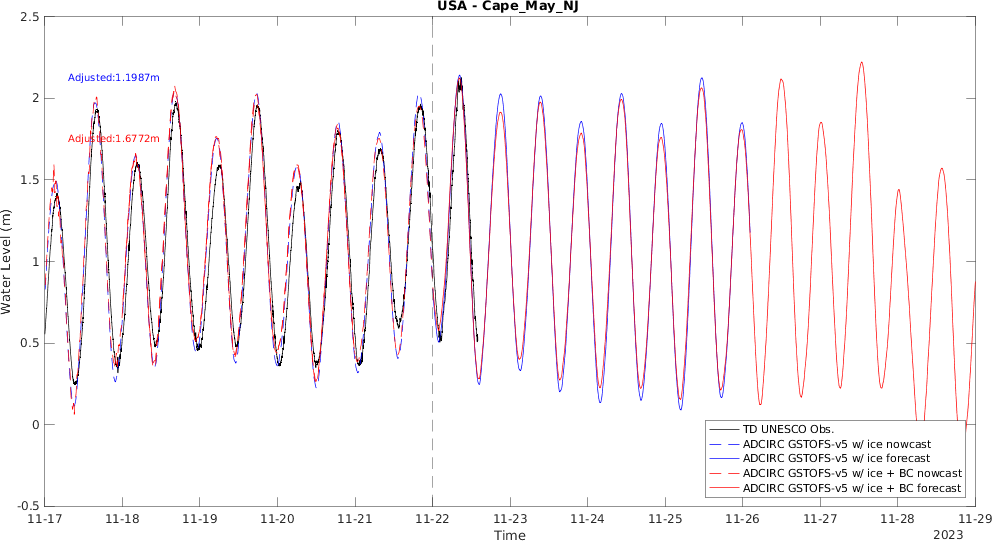 USA - Cape_May_NJ
2.5
2
1.5
1
0.5
0
-0.5
Water Level (m)
Adjusted:1.1987m
Adjusted:1.6772m
TD UNESCO Obs.
ADCIRC GSTOFS-v5 w/ ice nowcast
ADCIRC GSTOFS-v5 w/ ice forecast
ADCIRC GSTOFS-v5 w/ ice + BC nowcast
ADCIRC GSTOFS-v5 w/ ice + BC forecast
11-17 11-18 11-19 11-20 11-21 11-22 11-23 11-24 11-25 11-26 11-27 11-28 11-29
Time
2023